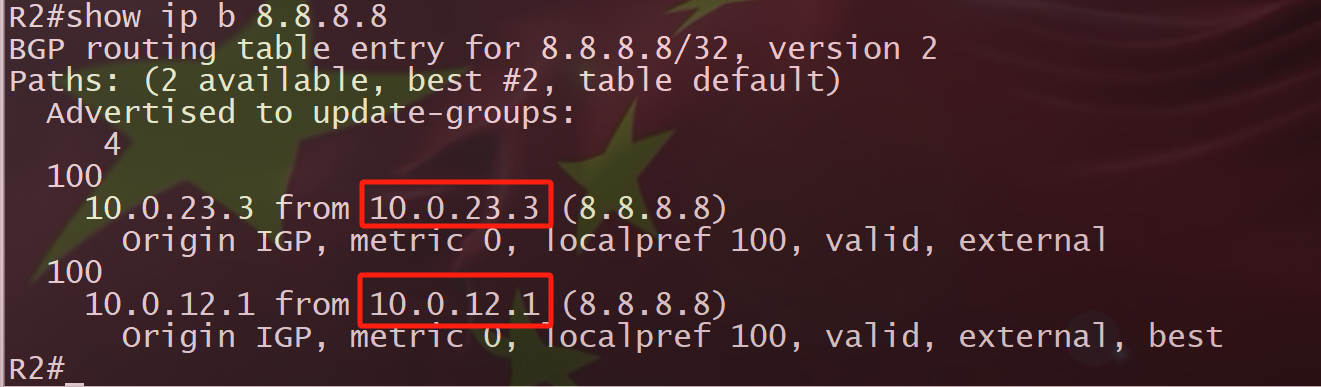 R2#show ip b 8.8.8.8
BGP routing table entry for 8.8.8.8/32, version 2
Paths: (2 available, best #2, table default)
  Advertised to update-groups:
     4
  100
    10.0.23.3 from 10.0.23.3 (8.8.8.8)
      Origin IGP, metric 0, localpref 100, valid, external
  100
    10.0.12.1 from 10.0.12.1 (8.8.8.8)
      Origin IGP, metric 0, localpref 100, valid, external, best
R2#